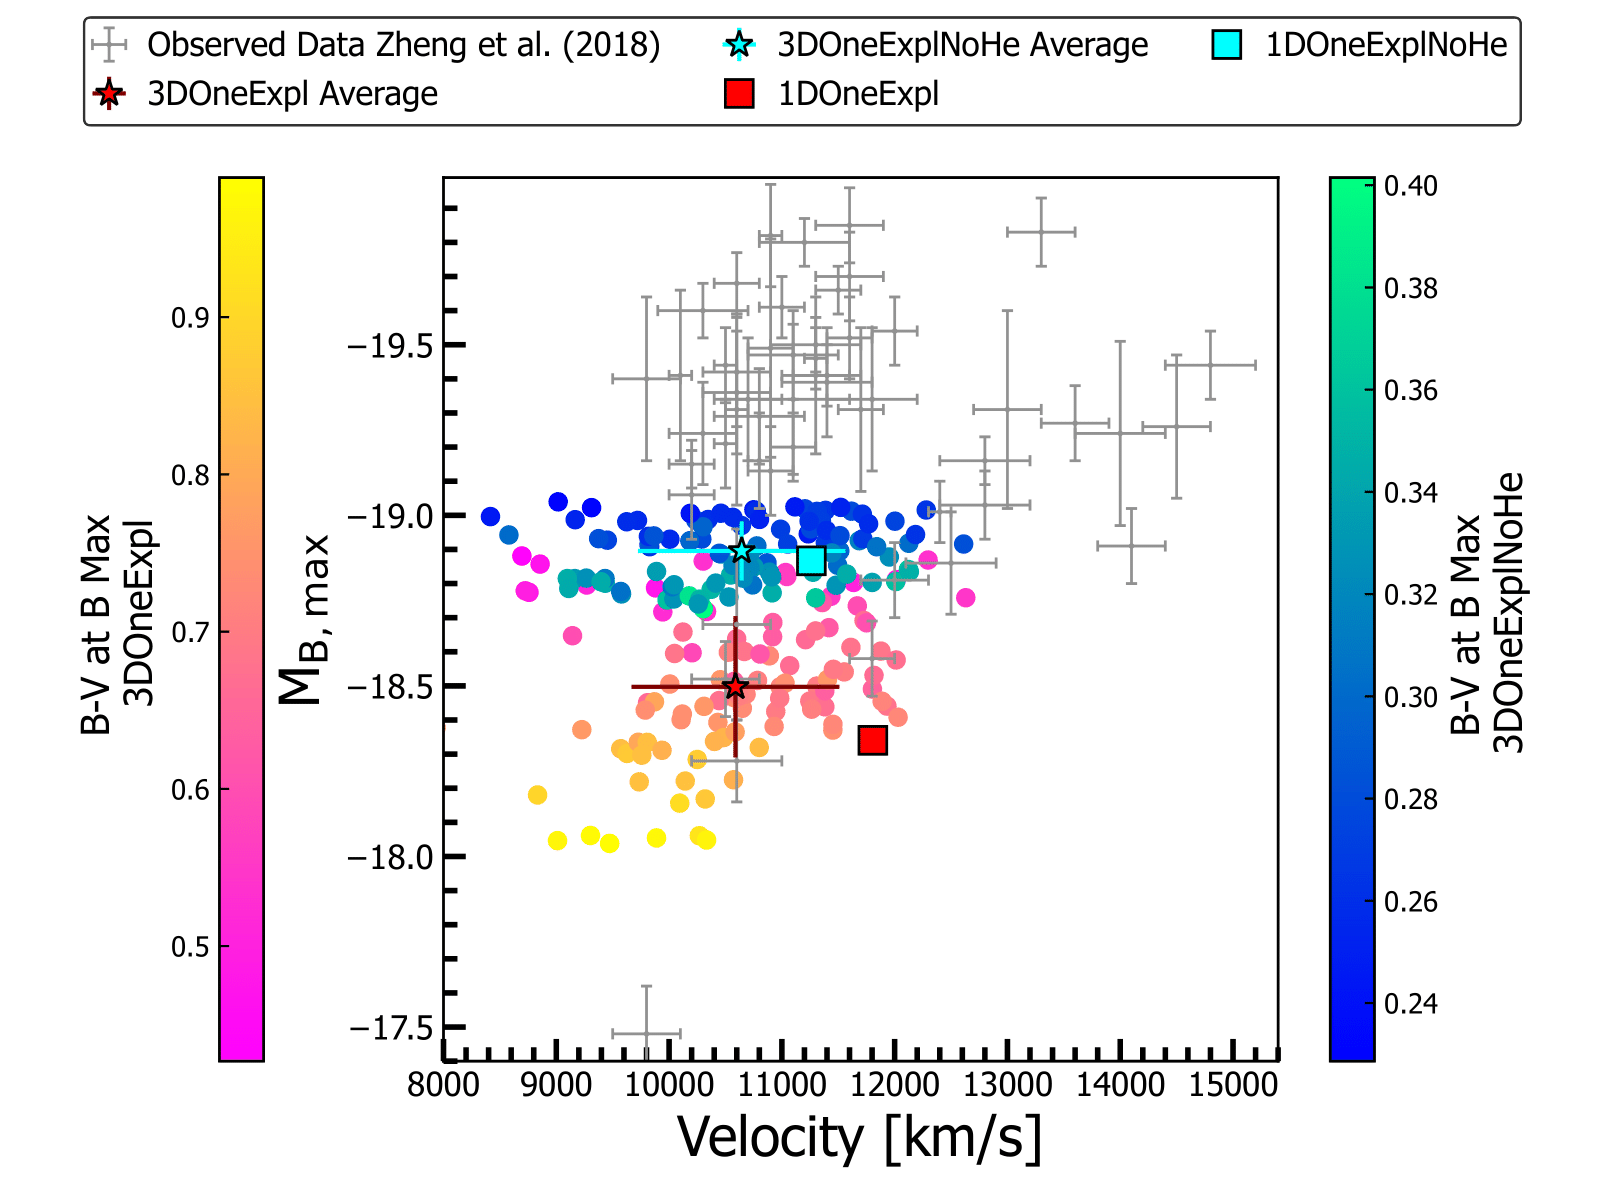 Observed Data Zheng et al. (2018)
3DOneExpl Average
3DOneExplNoHe Average
1DOneExpl
1DOneExplNoHe
B-V at B Max
3DOneExpl
0.9
0.8
0.7
0.6
0.5
M_B, max
−19.5
−19.0
−18.5
−18.0
−17.5
8000 9000 10000 11000 12000 13000 14000 15000
Velocity [km/s]
0.40
0.38
0.36
0.34
0.32
0.30
0.28
0.26
0.24
B-V at B Max
3DOneExplNoHe